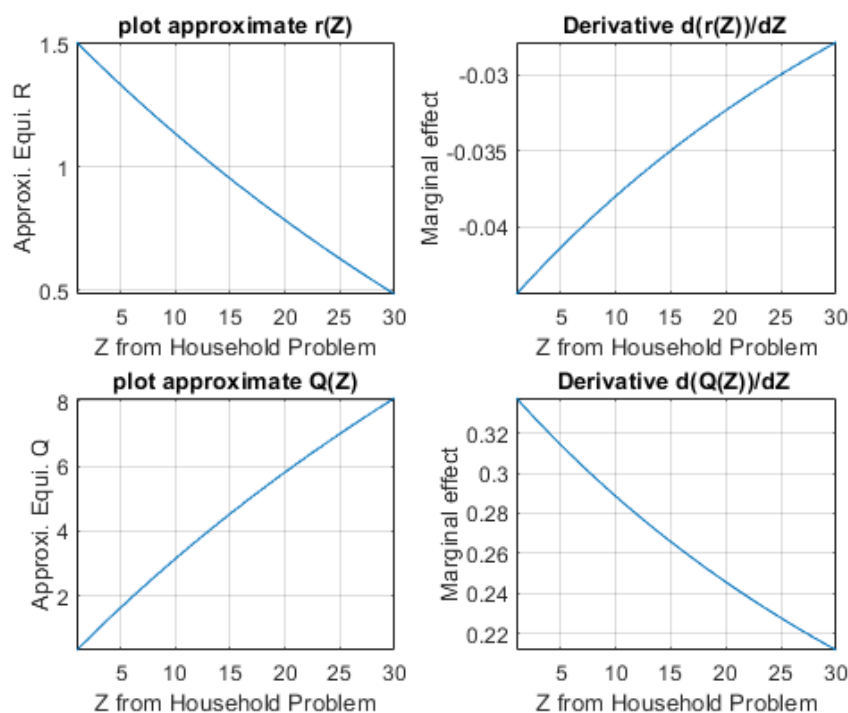 plot approximate r(Z)
Approxi. Equi. R
1.5
1
0.5
5 10 15 20 25 30
Z from Household Problem
Derivative d(r(Z))/dZ
Marginal effect
-0.03
-0.035
-0.04
5 10 15 20 25 30
Z from Household Problem
plot approximate Q(Z)
Approxi. Equi. Q
8
6
4
2
5 10 15 20 25 30
Z from Household Problem
Derivative d(Q(Z))/dZ
Marginal effect
0.32
0.3
0.28
0.26
0.24
0.22
5 10 15 20 25 30
Z from Household Problem